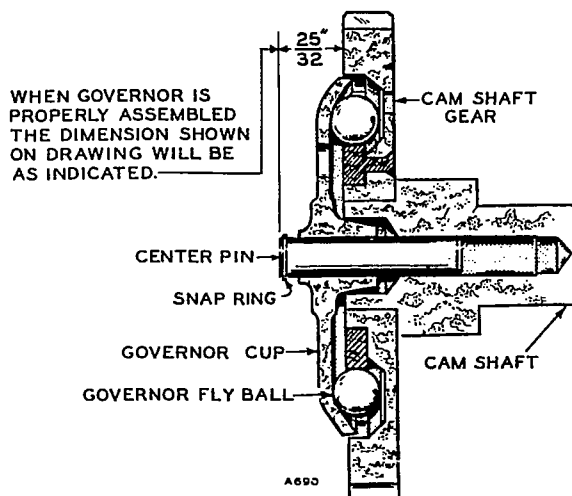 25"
32
WHEN GOVERNOR IS
PROPERLY ASSEMBLED
THE DIMENSION SHOWN
ON DRAWING WILL BE
AS INDICATED.
CAM SHAFT
GEAR
CENTER PIN
SNAP RING
GOVERNOR CUP
CAM SHAFT
GOVERNOR FLY BALL
A690